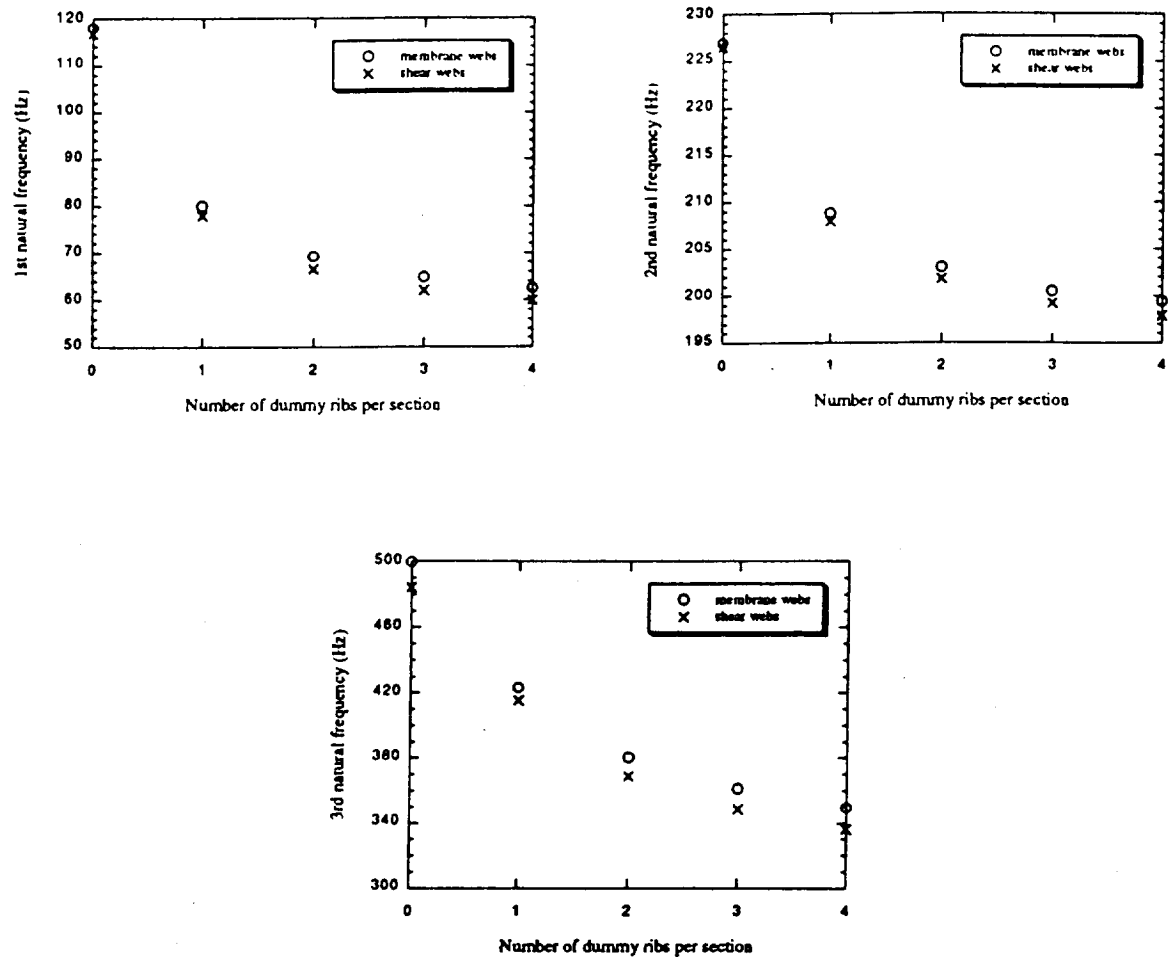 120
110
100
90
80
70
60
50
1st natural frequency (Hz)
membrane webs
shear webs
0 1 2 3 4
Number of dummy ribs per section
230
225
220
215
210
205
200
195
2nd natural frequency (Hz)
membrane webs
shear webs
0 1 2 3 4
Number of dummy ribs per section
500
460
420
380
340
300
3rd natural frequency (Hz)
membrane webs
shear webs
0 1 2 3 4
Number of dummy ribs per section